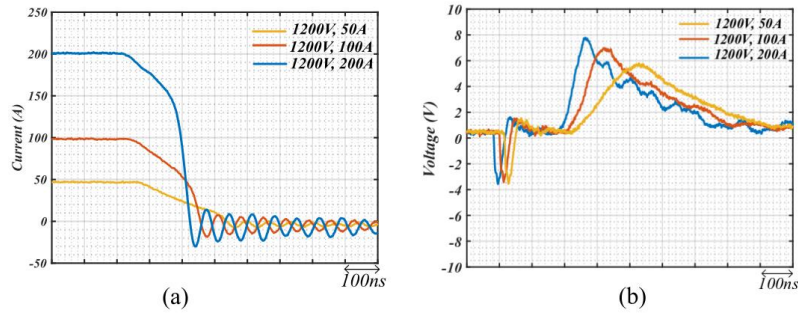 250
200
150
100
50
0
-50
Current (A)
1200V, 50A
1200V, 100A
1200V, 200A
100ns
(a)
10
8
6
4
2
0
-2
-4
-6
-8
-10
Voltage (V)
1200V, 50A
1200V, 100A
1200V, 200A
100ns
(b)